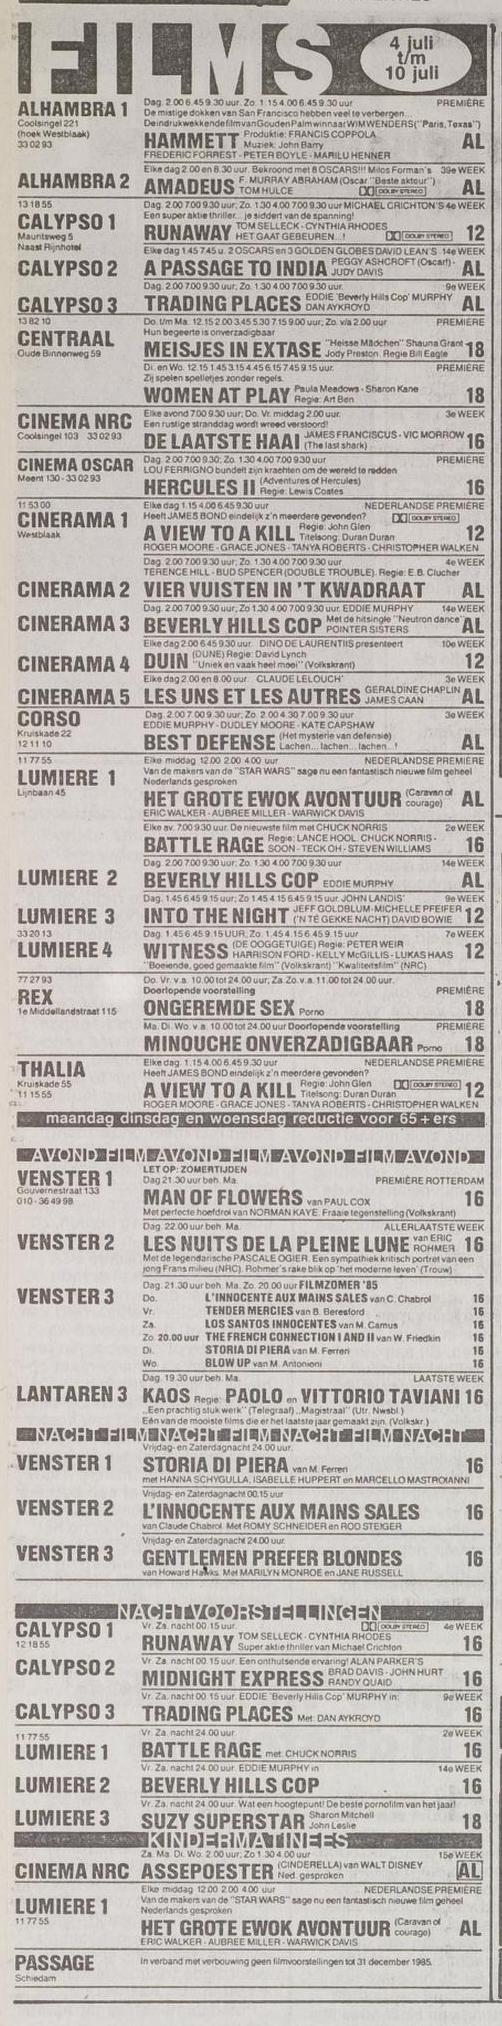 FILMS
4 juli
t/m
10 juli
ALHAMBRA 1
Coolsingel 221
(hoek Westblaak)
33 02 93
Dag. 2.00 6.45 9.30 uur. Zo. 1.15 4.00 6.45 9.30 uur PREMIÈRE
De mistige dokken van San Francisco hebben veel te verbergen...
De indrukwekkende film van Gouden Palm winnaar WIM WENDERS ("Paris, Texas")
HAMMETT Produktie: FRANCIS COPPOLA Muziek: John Barry AL
FREDERIC FORREST - PETER BOYLE - MARILU HENNER
ALHAMBRA 2
Elke dag 2.00 en 8.30 uur. Bekroond met 8 OSCARS!!! Milos Forman's 39e WEEK
AMADEUS F. MURRAY ABRAHAM (Oscar "Beste akteur") TOM HULCE DOLBY STEREO AL
13 18 55
CALYPSO 1
Mauritsweg 5
Naast Rijnhotel
Dag. 2.00 7.00 9.30 uur; Zo. 1.30 4.00 7.00 9.30 uur MICHAEL CRICHTON'S 4e WEEK
Een super aktie thriller... je siddert van de spanning!
RUNAWAY TOM SELLECK - CYNTHIA RHODES HET GAAT GEBEUREN...! DOLBY STEREO 12
CALYPSO 2
Elke dag 1.45 7.45 u. 2 OSCARS en 3 GOLDEN GLOBES DAVID LEAN'S 14e WEEK
A PASSAGE TO INDIA PEGGY ASHCROFT (Oscar!) - JUDY DAVIS AL
CALYPSO 3
Dag. 2.00 7.00 9.30 uur; Zo. 1.30 4.00 7.00 9.30 uur 9e WEEK
TRADING PLACES EDDIE 'Beverly Hills Cop' MURPHY DAN AYKROYD AL
13 82 10
CENTRAAL
Oude Binnenweg 59
Do. t/m Ma. 12.15 2.00 3.45 5.30 7.15 9.00 uur; Zo. v/a 2.00 uur PREMIÈRE
Hun begeerte is onverzadigbaar
MEISJES IN EXTASE "Heisse Mädchen" Shauna Grant Jody Preston. Regie Bill Eagle 18
Di. en Wo. 12.15 1.45 3.15 4.45 6.15 7.45 9.15 uur. PREMIÈRE
Zij spelen spelletjes zonder regels.
WOMEN AT PLAY Paula Meadows - Sharon Kane Regie: Art Ben 18
CINEMA NRC
Coolsingel 103 33 02 93
Elke avond 7.00 9.30 uur; Do. Vr. middag 2.00 uur. 3e WEEK
Een rustige stranddag wordt wreed verstoord!
DE LAATSTE HAAI JAMES FRANCISCUS - VIC MORROW (The last shark) 16
CINEMA OSCAR
Meent 130 - 33 02 93
Dag. 2.00 7.00 9.30; Zo. 1.30 4.00 7.00 9.30 uur PREMIÈRE
LOU FERRIGNO bundelt zijn krachten om de wereld te redden
HERCULES II (Adventures of Hercules) Regie: Lewis Coates 16
11 53 00
CINERAMA 1
Westblaak
Elke dag 1.15 4.00 6.45 9.30 uur NEDERLANDSE PREMIÈRE
Heeft JAMES BOND eindelijk z'n meerdere gevonden? DOLBY STEREO
A VIEW TO A KILL Regie: John Glen Titelsong: Duran Duran 12
ROGER MOORE - GRACE JONES - TANYA ROBERTS - CHRISTOPHER WALKEN
CINERAMA 2
Dag. 2.00 7.00 9.30 uur; Zo. 1.30 4.00 7.00 9.30 uur 4e WEEK
TERENCE HILL - BUD SPENCER (DOUBLE TROUBLE). Regie: E.B. Clucher
VIER VUISTEN IN 'T KWADRAAT AL
CINERAMA 3
Dag. 2.00 7.00 9.30 uur; Zo 1.30 4.00 7.00 9.30 uur. EDDIE MURPHY 14e WEEK
BEVERLY HILLS COP Met de hitsingle "Neutron dance" POINTER SISTERS AL
CINERAMA 4
Elke dag 2.00 6.45 9.30 uur. DINO DE LAURENTIIS presenteert 10e WEEK
DUIN (DUNE) Regie: David Lynch "Uniek en vaak heel mooi" (Volkskrant) 12
CINERAMA 5
Elke dag 2.00 en 8.00 uur. CLAUDE LELOUCH' 3e WEEK
LES UNS ET LES AUTRES GERALDINE CHAPLIN JAMES CAAN AL
CORSO
Kruiskade 22
12 11 10
Dag. 2.00 7.00 9.30 uur; Zo. 2.00 4.30 7.00 9.30 uur 3e WEEK
EDDIE MURPHY - DUDLEY MOORE - KATE CAPSHAW
BEST DEFENSE (Het mysterie van defensie) Lachen... lachen... lachen...! AL
11 77 55
LUMIERE 1
Lijnbaan 45
Elke middag 12.00 2.00 4.00 NEDERLANDSE PREMIÈRE
Van de makers van de "STAR WARS" sage nu een fantastisch nieuwe film geheel
Nederlands gesproken
HET GROTE EWOK AVONTUUR (Caravan of courage) AL
ERIC WALKER - AUBREE MILLER - WARWICK DAVIS
Elke av. 7.00 9.30 uur. De nieuwste film met CHUCK NORRIS 2e WEEK
BATTLE RAGE Regie: LANCE HOOL. CHUCK NORRIS - SOON - TECK OH - STEVEN WILLIAMS 16
LUMIERE 2
Dag. 2.00 7.00 9.30 uur; Zo. 1.30 4.00 7.00 9.30 uur 14e WEEK
BEVERLY HILLS COP EDDIE MURPHY AL
LUMIERE 3
Dag. 1.45 6.45 9.15 uur; Zo 1.45 4.15 6.45 9.15 uur. JOHN LANDIS' 9e WEEK
INTO THE NIGHT JEFF GOLDBLUM - MICHELLE PFEIFER ('N TE GEKKE NACHT) DAVID BOWIE 12
33 20 13
LUMIERE 4
Dag. 1.45 6.45 9.15 UUR; Zo. 1.45 4.15 6.45 9.15 uur 7e WEEK
WITNESS (DE OOGGETUIGE) Regie: PETER WEIR HARRISON FORD - KELLY McGILLIS - LUKAS HAAS 12
"Boeiende, goed gemaakte film" (Volkskrant) "Kwaliteitsfilm" (NRC)
77 27 93
REX
1e Middellandstraat 115
Do. Vr. v.a. 10.00 tot 24.00 uur; Za. Zo. v.a. 11.00 tot 24.00 uur.
Doorlopende voorstelling PREMIÈRE
ONGEREMDE SEX Porno 18
Ma. Di. Wo. v.a. 10.00 tot 24.00 uur Doorlopende voorstelling PREMIÈRE
MINOUCHE ONVERZADIGBAAR Porno 18
THALIA
Kruiskade 55
11 15 55
Elke dag. 1.15 4.00 6.45 9.30 uur NEDERLANDSE PREMIÈRE
Heeft JAMES BOND eindelijk z'n meerdere gevonden?
A VIEW TO A KILL Regie: John Glen Titelsong: Duran Duran DOLBY STEREO 12
ROGER MOORE - GRACE JONES - TANYA ROBERTS - CHRISTOPHER WALKEN
maandag dinsdag en woensdag reductie voor 65+ers
AVOND FILM AVOND FILM AVOND FILM AVOND
VENSTER 1
Gouvernestraat 133
010 - 36 49 98
LET OP: ZOMERTIJDEN
Dag 21.30 uur beh. Ma. PREMIÈRE ROTTERDAM
MAN OF FLOWERS van PAUL COX 16
Met perfecte hoofdrol van NORMAN KAYE. Fraaie tegenstelling (Volkskrant)
VENSTER 2
Dag. 22.00 uur beh. Ma. ALLERLAATSTE WEEK
LES NUITS DE LA PLEINE LUNE van ERIC ROHMER 16
Met de legendarische PASCALE OGIER. Een sympathiek kritisch portret van een
jong Frans milieu (NRC). Rohmer's rake blik op 'het moderne leven' (Trouw)
VENSTER 3
Dag. 21.30 uur beh. Ma. Zo. 20.00 uur FILMZOMER '85
Do. L'INNOCENTE AUX MAINS SALES van C. Chabrol 16
Vr. TENDER MERCIES van B. Beresford 16
Za. LOS SANTOS INNOCENTES van M. Camus 16
Zo. 20.00 uur THE FRENCH CONNECTION I AND II van W. Friedkin 16
Di. STORIA DI PIERA van M. Ferreri 16
Wo. BLOW UP van M. Antonioni 16
LANTAREN 3
Dag. 19.30 uur beh. Ma. LAATSTE WEEK
KAOS Regie: PAOLO en VITTORIO TAVIANI 16
„Een prachtig stuk werk" (Telegraaf) „Magistraal" (Utr. Nwsbl.)
Eén van de mooiste films die er het laatste jaar gemaakt zijn. (Volkskr.)
NACHT FILM NACHT FILM NACHT FILM NACHT
VENSTER 1
Vrijdag- en Zaterdagnacht 24.00 uur.
STORIA DI PIERA van M. Ferreri 16
met HANNA SCHYGULLA, ISABELLE HUPPERT en MARCELLO MASTROIANNI
VENSTER 2
Vrijdag- en Zaterdagnacht 00.15 uur
L'INNOCENTE AUX MAINS SALES 16
van Claude Chabrol. Met ROMY SCHNEIDER en ROD STEIGER
VENSTER 3
Vrijdag- en Zaterdagnacht 24.00 uur
GENTLEMEN PREFER BLONDES 16
van Howard Hawks. Met MARILYN MONROE en JANE RUSSELL
NACHTVOORSTELLINGEN
CALYPSO 1
12 18 55
Vr. Za. nacht 00.15 uur. DOLBY STEREO 4e WEEK
RUNAWAY TOM SELLECK - CYNTHIA RHODES Super aktie thriller van Michael Crichton 16
CALYPSO 2
Vr. Za. nacht 00.15 uur. Een onthutsende ervaring! ALAN PARKER'S
MIDNIGHT EXPRESS BRAD DAVIS - JOHN HURT RANDY QUAID 16
CALYPSO 3
Vr. Za. nacht 00.15 uur. EDDIE 'Beverly Hills Cop' MURPHY in: 9e WEEK
TRADING PLACES Met: DAN AYKROYD 16
11 77 55
LUMIERE 1
Vr. Za. nacht 24.00 uur. 2e WEEK
BATTLE RAGE met: CHUCK NORRIS 16
LUMIERE 2
Vr. Za. nacht 24.00 uur. EDDIE MURPHY in 14e WEEK
BEVERLY HILLS COP 16
LUMIERE 3
Vr. Za. nacht 24.00 uur. Wat een hoogtepunt! De beste pornofilm van het jaar!
SUZY SUPERSTAR Sharon Mitchell John Leslie 18
KINDERMATINEES
CINEMA NRC
Za. Ma. Di. Wo. 2.00 uur; Zo 1.30 4.00 uur 15e WEEK
ASSEPOESTER (CINDERELLA) van WALT DISNEY Ned. gesproken AL
LUMIERE 1
11 77 55
Elke middag 12.00 2.00 4.00 uur NEDERLANDSE PREMIÈRE
Van de makers van de "STAR WARS" sage nu een fantastisch nieuwe film geheel
Nederlands gesproken
HET GROTE EWOK AVONTUUR (Caravan of courage) AL
ERIC WALKER - AUBREE MILLER - WARWICK DAVIS
PASSAGE
Schiedam
In verband met verbouwing geen filmvoorstellingen tot 31 december 1985.